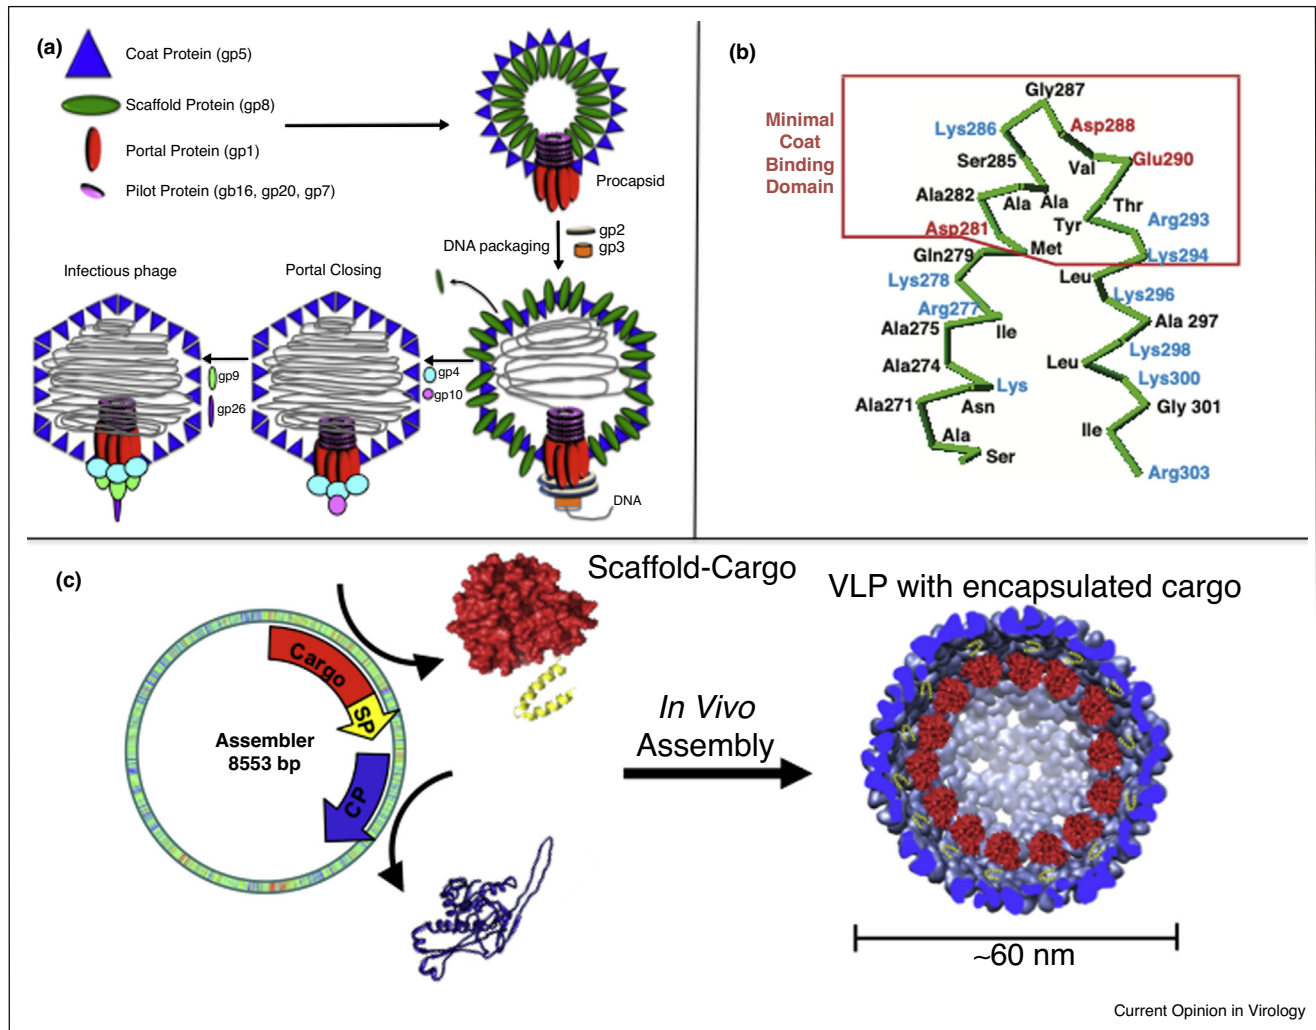 (a)
Coat Protein (gp5)
Scaffold Protein (gp8)
Portal Protein (gp1)
Pilot Protein (gb16, gp20, gp7)
Procapsid
DNA packaging
gp2
gp3
Infectious phage
Portal Closing
gp9
gp26
gp4
gp10
DNA
(b)
Minimal
Coat
Binding
Domain
Gly287
Lys286
Asp288
Ser285
Val
Glu290
Ala282
Ala
Ala
Thr
Tyr
Arg293
Asp281
Met
Lys294
Gln279
Leu
Lys278
Lys296
Arg277
Ala275
Ile
Ala 297
Lys298
Ala274
Leu
Lys
Lys300
Ala271
Asn
Gly 301
Ala
Ile
Ser
Arg303
(c)
Cargo
SP
CP
Assembler
8553 bp
Scaffold-Cargo
In Vivo
Assembly
VLP with encapsulated cargo
~60 nm
Current Opinion in Virology